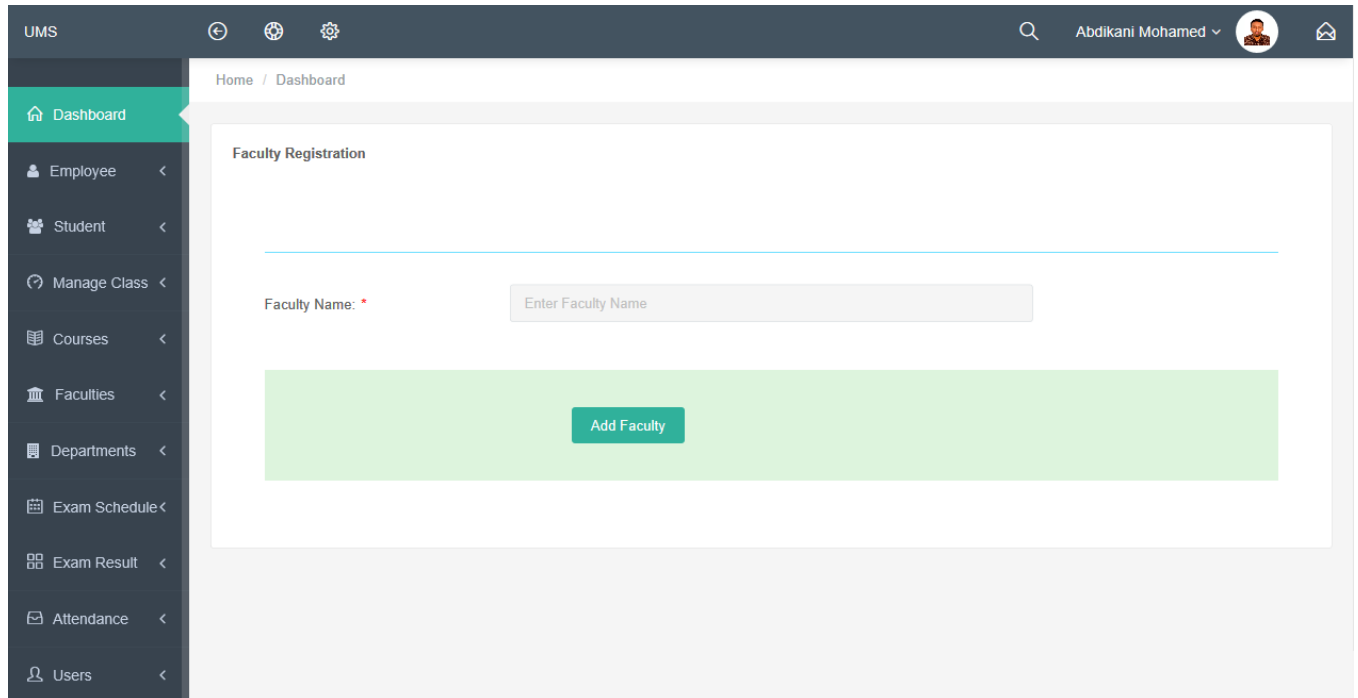 UMS
Abdikani Mohamed
Home / Dashboard
Dashboard
Employee
Student
Manage Class
Courses
Faculties
Departments
Exam Schedule
Exam Result
Attendance
Users
Faculty Registration
Faculty Name: *
Enter Faculty Name
Add Faculty